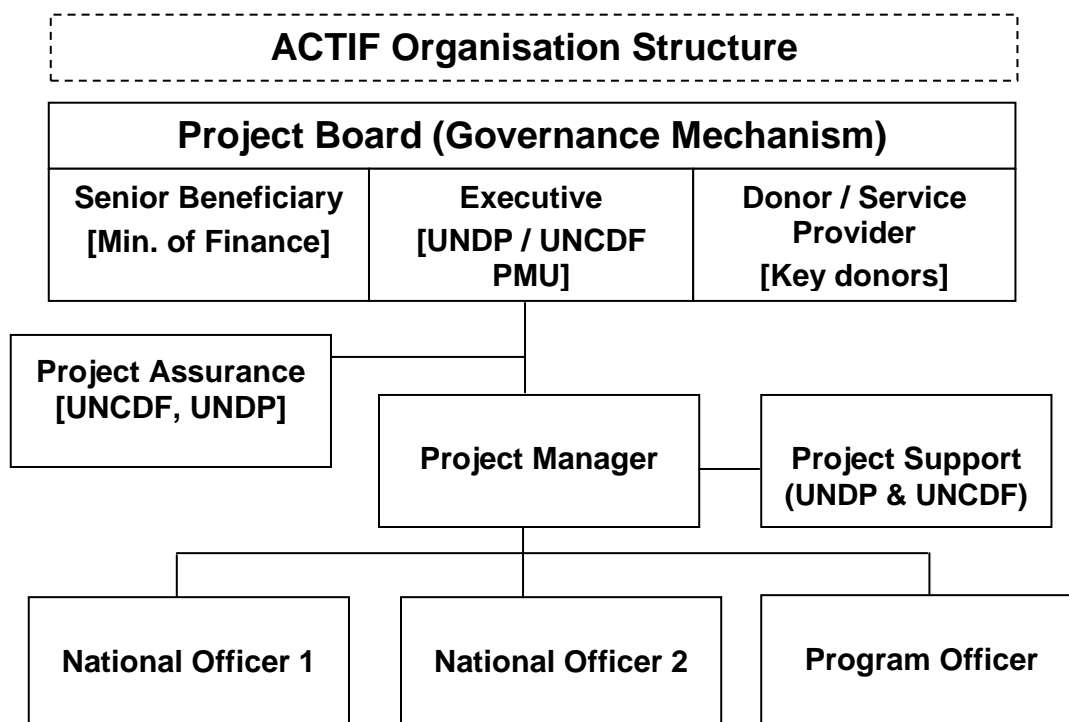 ACTIF Organisation Structure
Project Board (Governance Mechanism)
Senior Beneficiary
[Min. of Finance]
Executive
[UNDP / UNCDF
PMU]
Donor / Service
Provider
[Key donors]
Project Assurance
[UNCDF, UNDP]
Project Manager
Project Support
(UNDP & UNCDF)
National Officer 1
National Officer 2
Program Officer